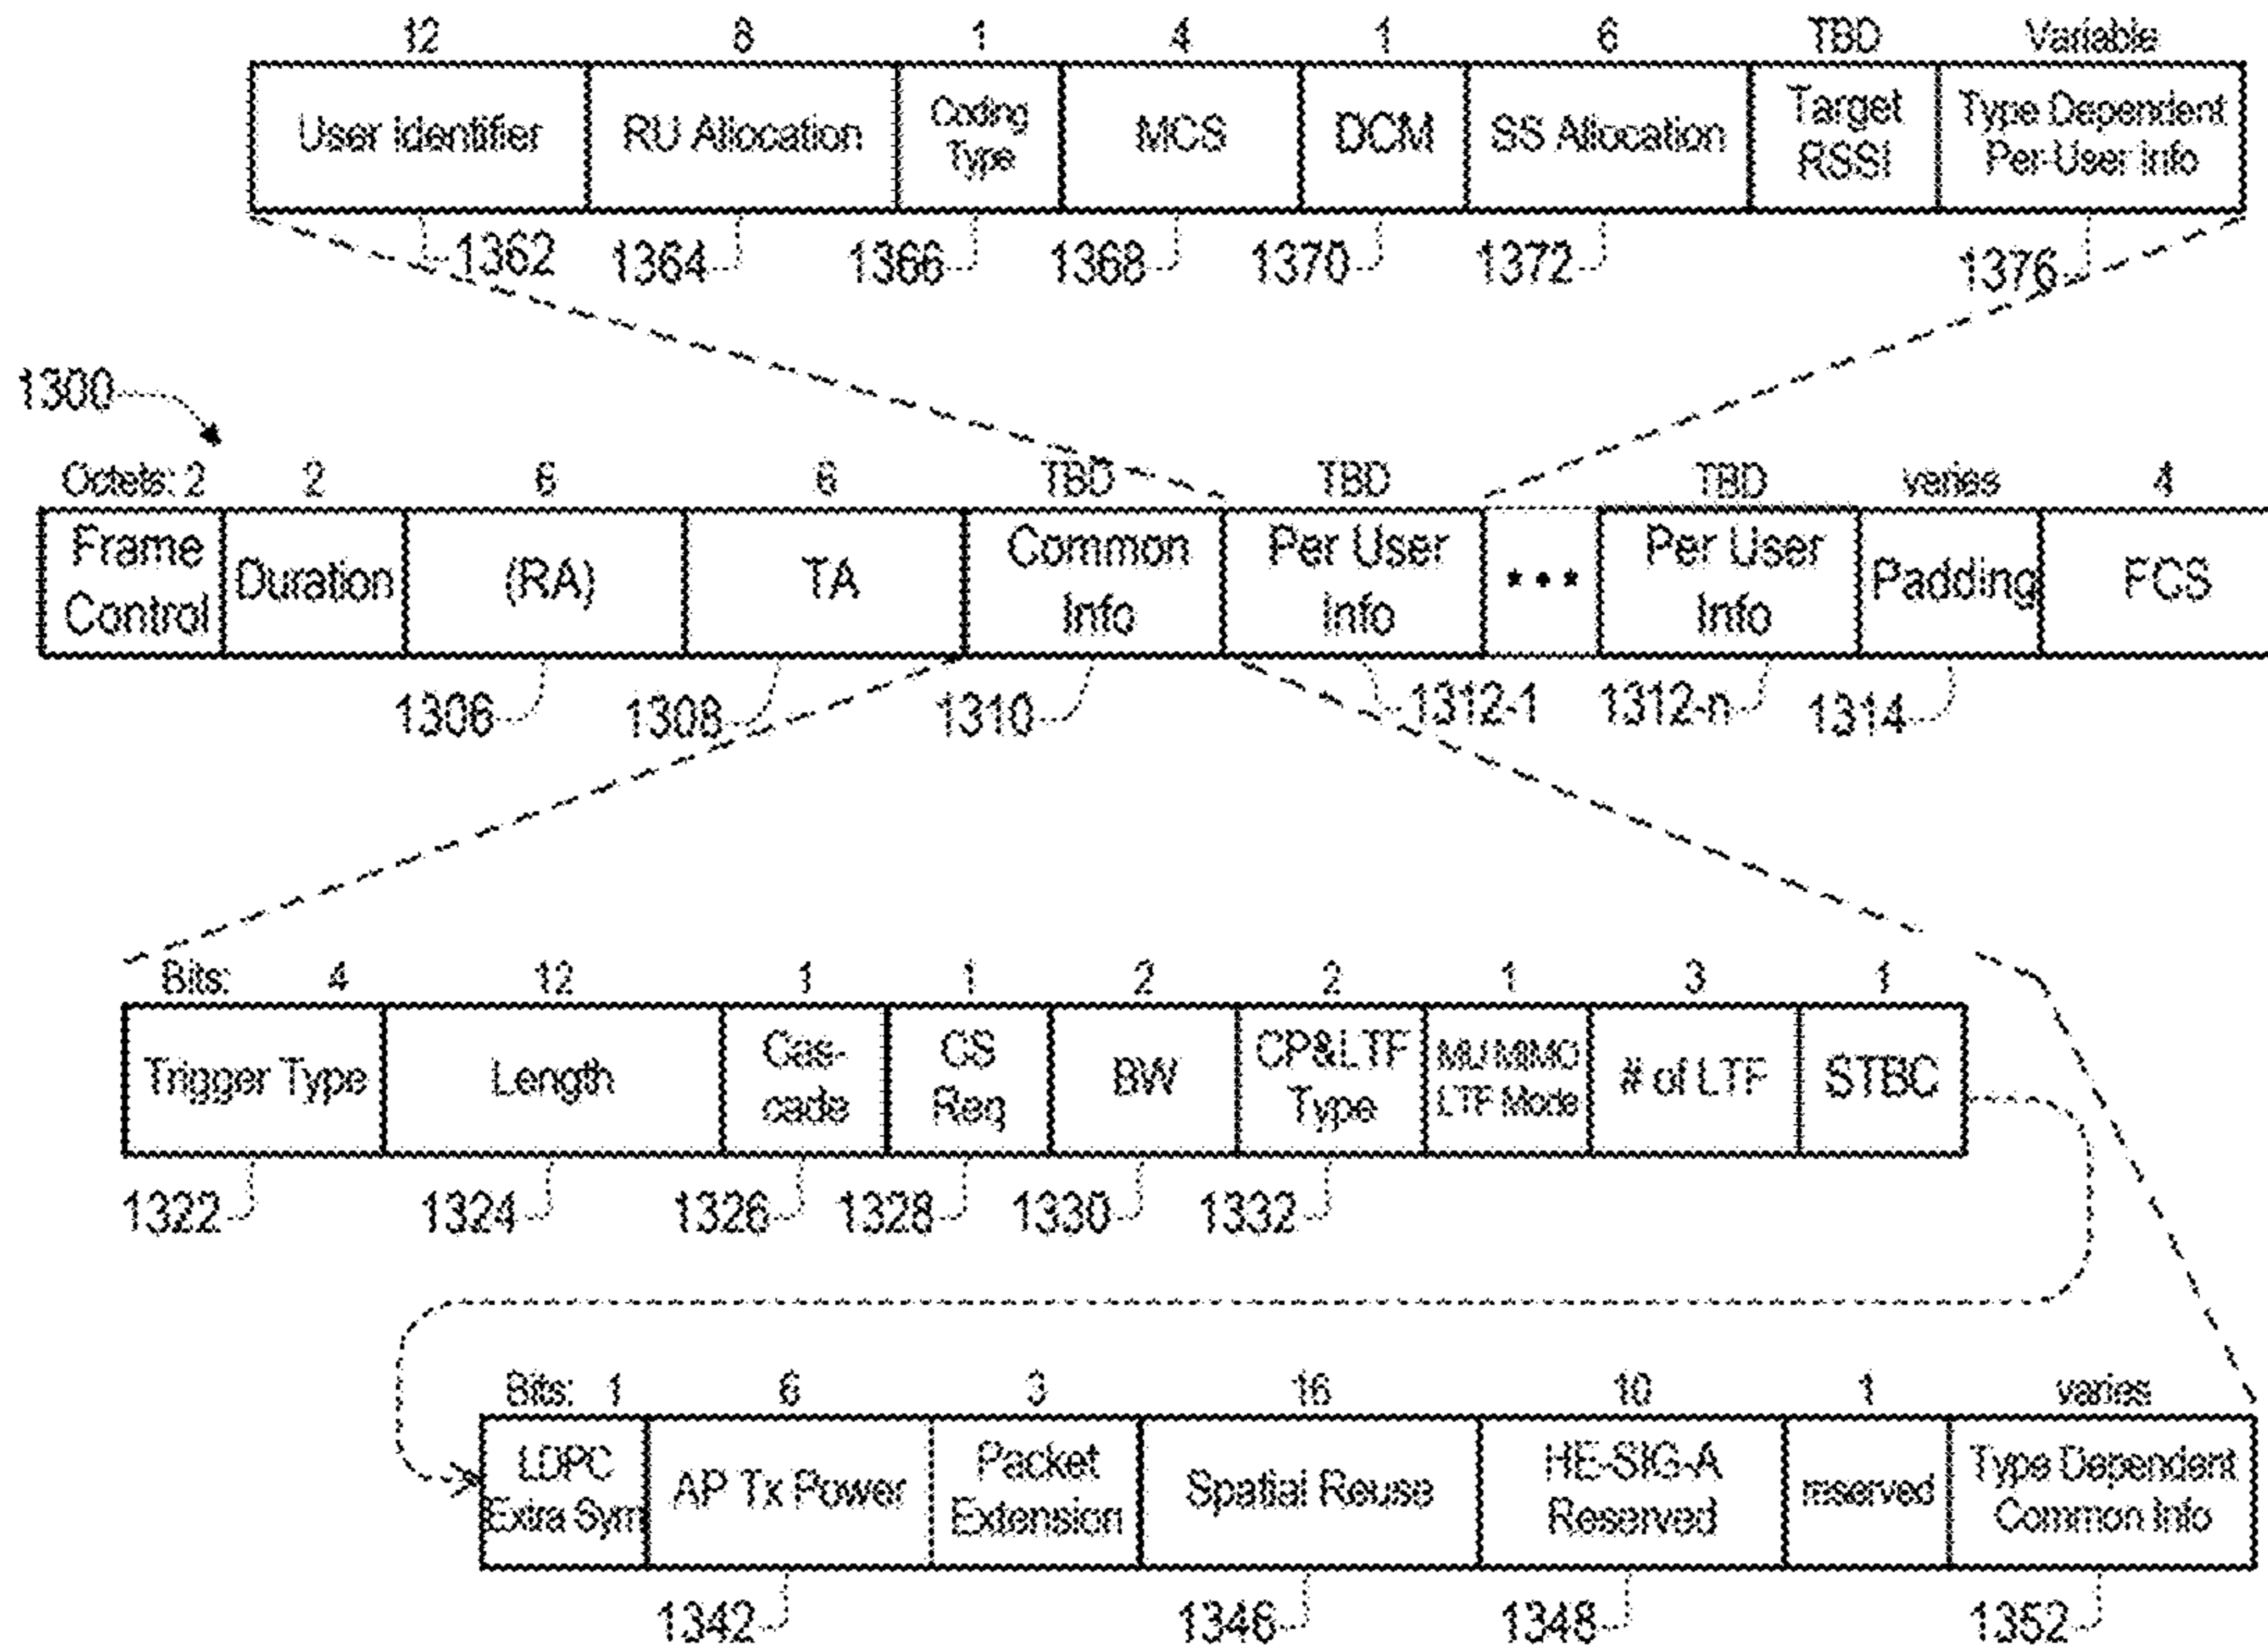 12 8 1 4 1 6 TBD Variable
User Identifier RU Allocation Coding Type MCS DCM SS Allocation Target RSSI Type Dependent Per-User Info
1362 1364 1366 1368 1370 1372 1376
1300
Octets: 2 2 6 6 TBD TBD TBD varies 4
Frame Control Duration (RA) TA Common Info Per User Info • • • Per User Info Padding FCS
1306 1308 1310 1312-1 1312-n 1314
Bits: 4 12 1 1 2 2 1 3 1
Trigger Type Length Cas-cade CS Req BW CP&LTF Type MU MIMO LTF Mode # of LTF STBC
1322 1324 1326 1328 1330 1332
Bits: 1 6 3 16 10 1 varies
LDPC Extra Sym AP Tx Power Packet Extension Spatial Reuse HE-SIG-A Reserved reserved Type Dependent Common Info
1342 1346 1348 1352